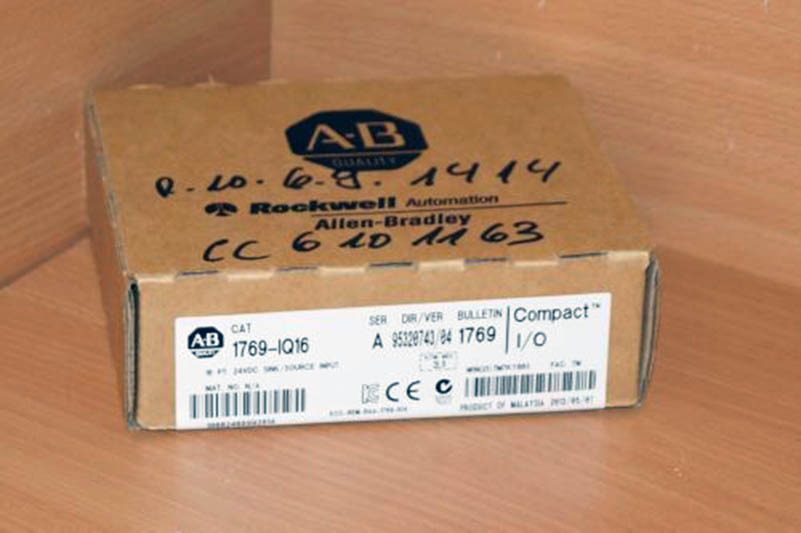 A·B
QUALITY
R.10.6.8. 1414
Rockwell Automation
Allen-Bradley
CC 6 10 11 63
A·B
CAT
1769-IQ16
SER DIR/VER BULLETIN
A 95320743/04 1769
Compact™
I/O
16 PT 24VDC SINK/SOURCE INPUT
MAT. NO. N/A
3.1
FAC. TW
CE
PRODUCT OF MALAYSIA 2013/05/07